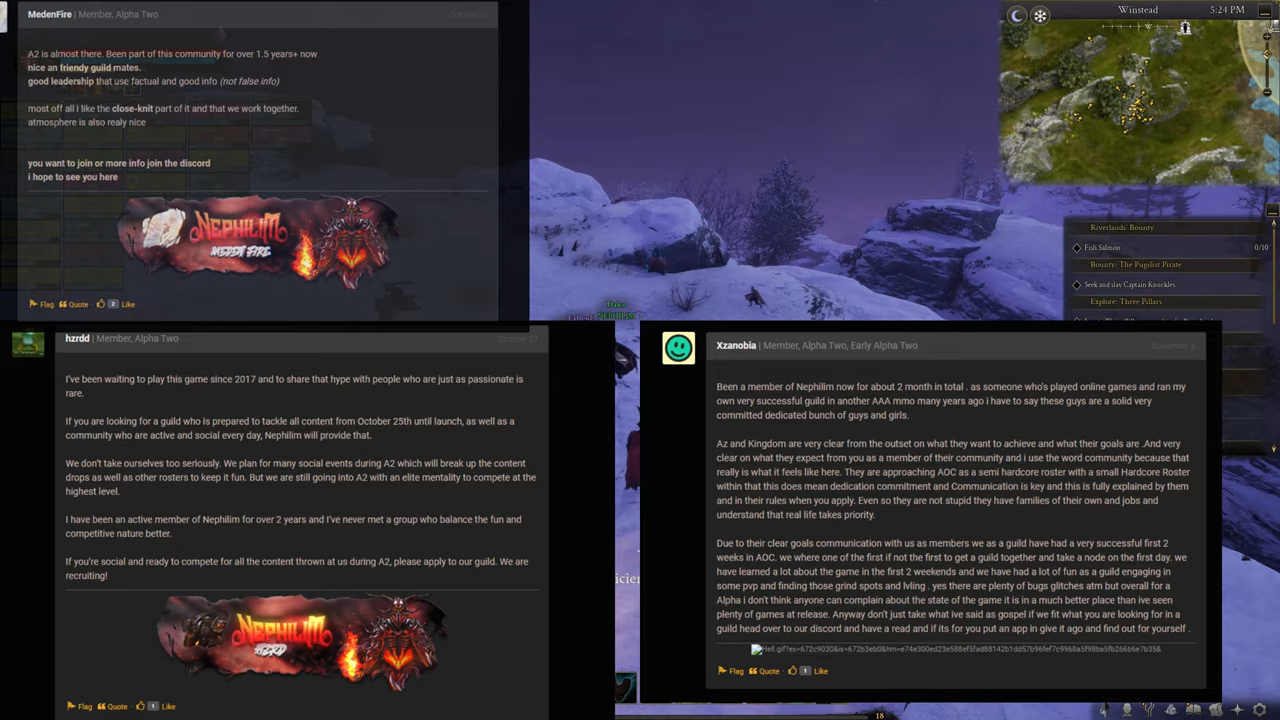 MedenFire | Member, Alpha Two
A2 is almost there. Been part of this community for over 1.5 years+ now
nice an friendy guild mates.
good leadership that use factual and good info (not false info)
most off all i like the close-knit part of it and that we work together.
atmosphere is also realy nice
you want to join or more info join the discord
i hope to see you here
NEPHILIM
MEDEN FIRE
Flag Quote 2 Like
Winstead 5:24 PM
Riverlands' Bounty
Fish Salmon 0/10
Bounty: The Pugilist Pirate
Seek and slay Captain Knuckles
Explore: Three Pillars
Dako
NEPHILIM
hzrdd | Member, Alpha Two
October 27
I've been waiting to play this game since 2017 and to share that hype with people who are just as passionate is
rare.
If you are looking for a guild who is prepared to tackle all content from October 25th until launch, as well as a
community who are active and social every day, Nephilim will provide that.
We don't take ourselves too seriously. We plan for many social events during A2 which will break up the content
drops as well as other rosters to keep it fun. But we are still going into A2 with an elite mentality to compete at the
highest level.
I have been an active member of Nephilim for over 2 years and I've never met a group who balance the fun and
competitive nature better.
If you're social and ready to compete for all the content thrown at us during A2, please apply to our guild. We are
recruiting!
NEPHILIM
HZRD
Flag Quote 1 Like
Xzanobia | Member, Alpha Two, Early Alpha Two
Been a member of Nephilim now for about 2 month in total . as someone who's played online games and ran my
own very successful guild in another AAA mmo many years ago i have to say these guys are a solid very
committed dedicated bunch of guys and girls.
Az and Kingdom are very clear from the outset on what they want to achieve and what their goals are .And very
clear on what they expect from you as a member of their community and i use the word community because that
really is what it feels like here. They are approaching AOC as a semi hardcore roster with a small Hardcore Roster
within that this does mean dedication commitment and Communication is key and this is fully explained by them
and in their rules when you apply. Even so they are not stupid they have families of their own and jobs and
understand that real life takes priority.
Due to their clear goals communication with us as members we as a guild have had a very successful first 2
weeks in AOC. we where one of the first if not the first to get a guild together and take a node on the first day. we
have learned a lot about the game in the first 2 weekends and we have had a lot of fun as a guild engaging in
some pvp and finding those grind spots and lvling . yes there are plenty of bugs glitches atm but overall for a
Alpha i don't think anyone can complain about the state of the game it is in a much better place than ive seen
plenty of games at release. Anyway don't just take what ive said as gospel if we fit what you are looking for in a
guild head over to our discord and have a read and if its for you put an app in give it ago and find out for yourself .
Hell.gif?ex=672c9030&is=672b3eb0&hm=e74e300ed23e588ef5fad88142b1dd57b96fef7c9968a5f98ba5fb266b6e7b35&
Flag Quote 1 Like
18